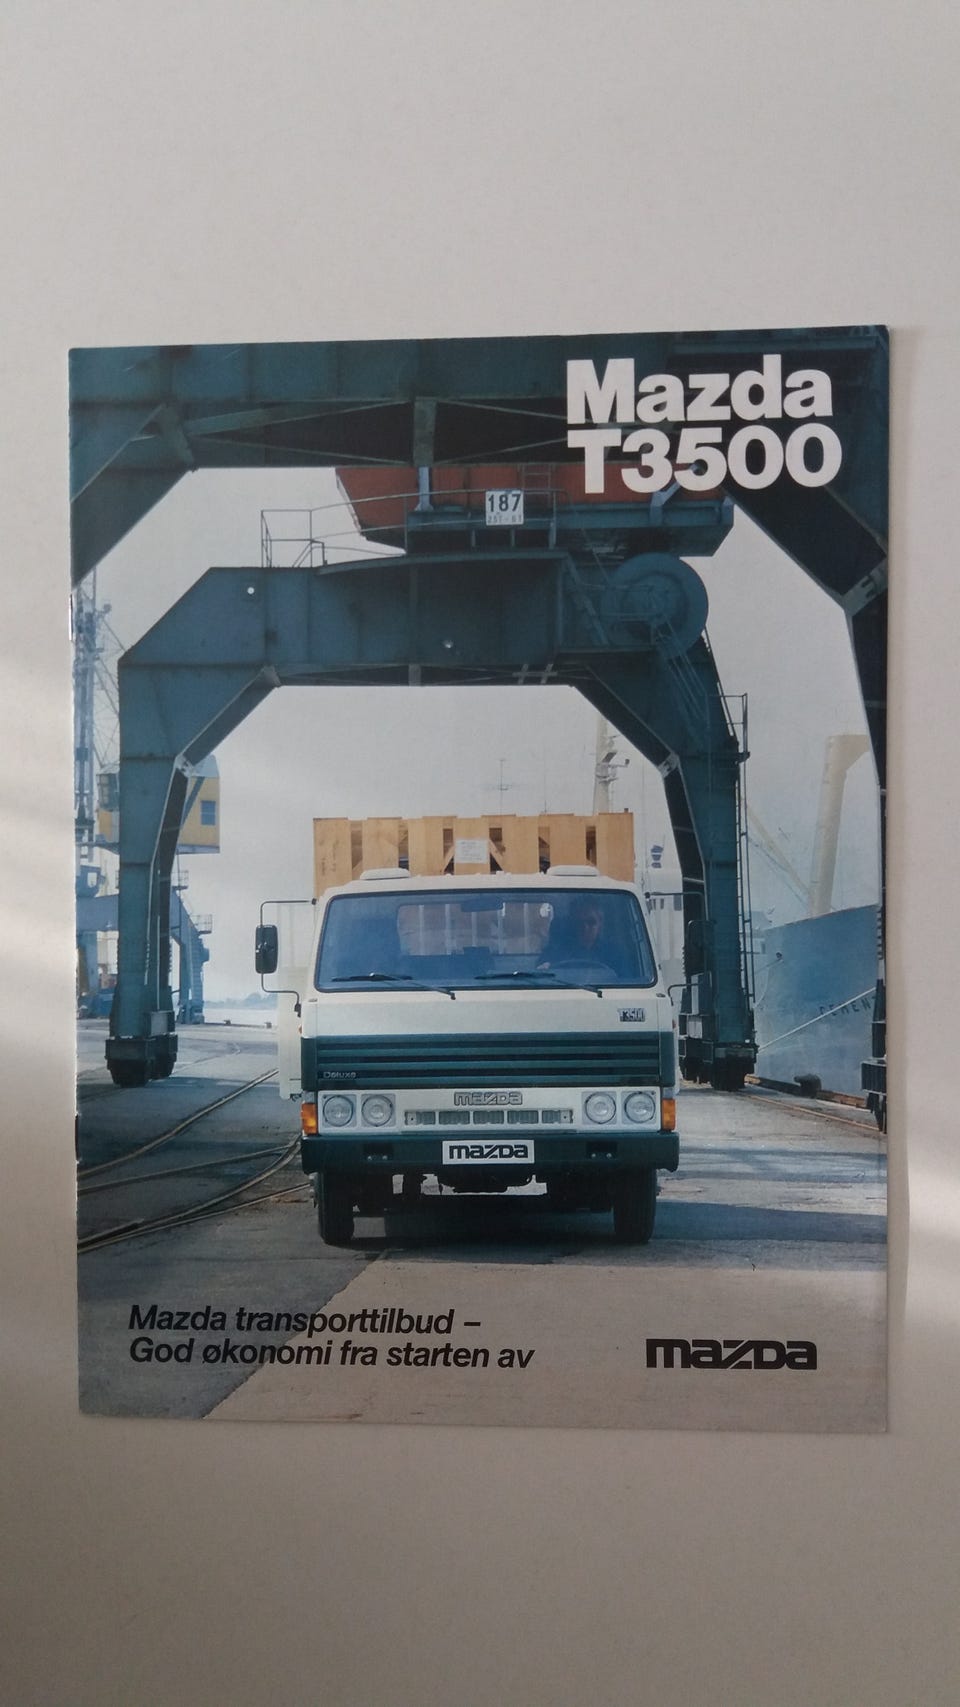 Mazda
T3500
187
T3500
Deluxe
mazda
mazda
Mazda transporttilbud –
God økonomi fra starten av
mazda